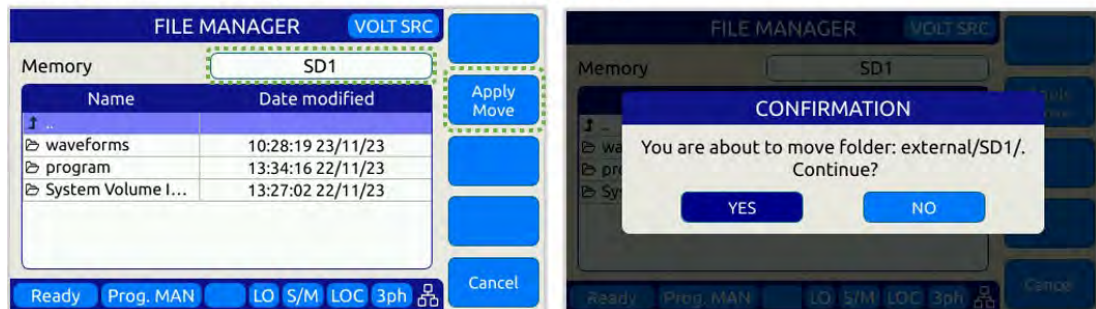 FILE MANAGER VOLT SRC
Memory SD1
Name Date modified
..
waveforms 10:28:19 23/11/23
program 13:34:16 22/11/23
System Volume I... 13:27:02 22/11/23
Apply
Move
Cancel
Ready Prog. MAN LO S/M LOC 3ph
FILE MANAGER VOLT SRC
Memory SD1
CONFIRMATION
You are about to move folder: external/SD1/.
Continue?
YES NO
Cancel
Ready Prog. MAN LO S/M LOC 3ph